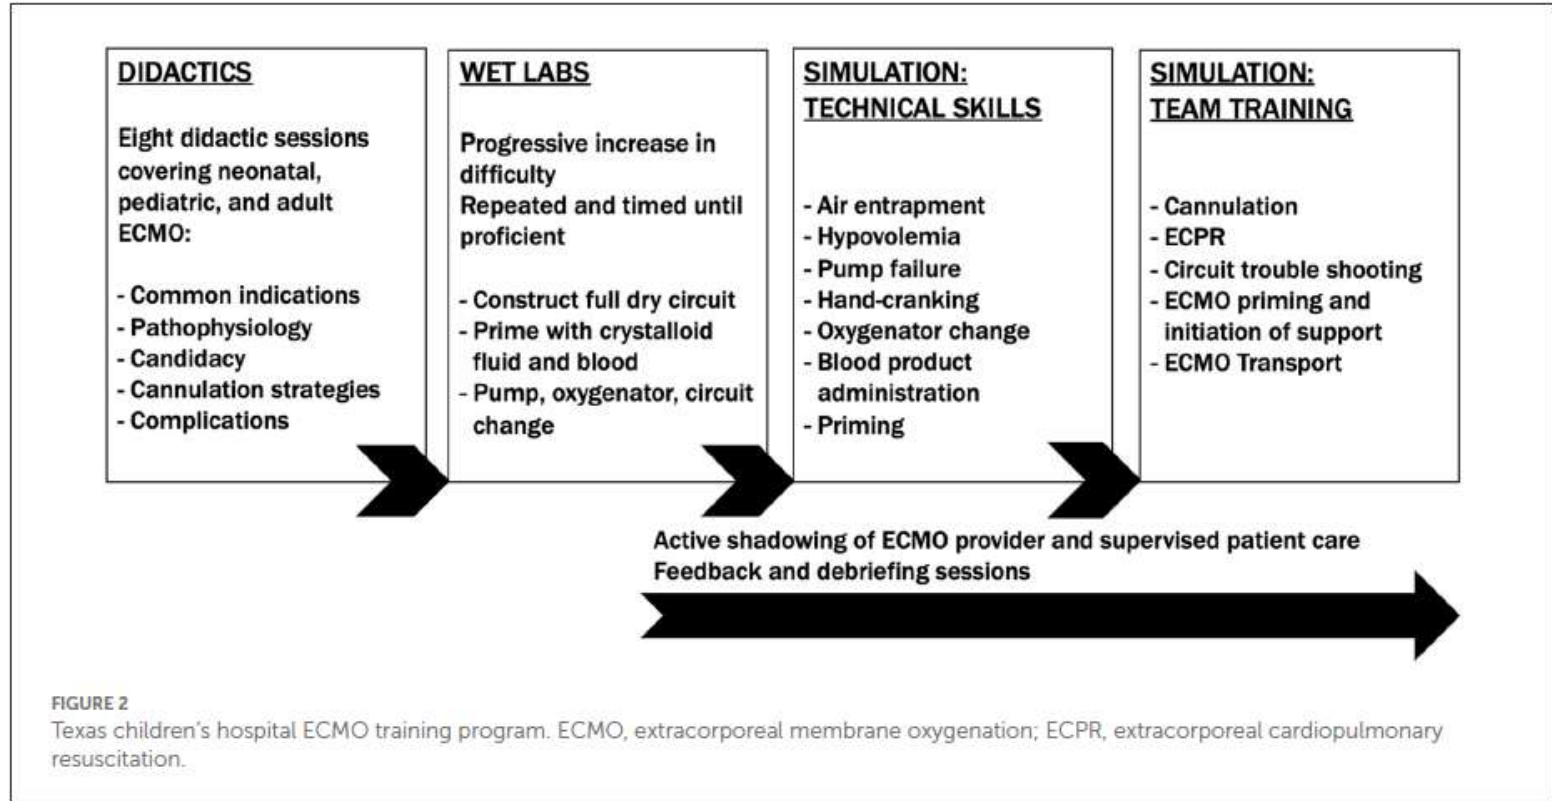 DIDACTICS
Eight didactic sessions
covering neonatal,
pediatric, and adult
ECMO:
- Common indications
- Pathophysiology
- Candidacy
- Cannulation strategies
- Complications
WET LABS
Progressive increase in
difficulty
Repeated and timed until
proficient
- Construct full dry circuit
- Prime with crystalloid
fluid and blood
- Pump, oxygenator, circuit
change
SIMULATION:
TECHNICAL SKILLS
- Air entrapment
- Hypovolemia
- Pump failure
- Hand-cranking
- Oxygenator change
- Blood product
administration
- Priming
SIMULATION:
TEAM TRAINING
- Cannulation
- ECPR
- Circuit trouble shooting
- ECMO priming and
initiation of support
- ECMO Transport
Active shadowing of ECMO provider and supervised patient care
Feedback and debriefing sessions
FIGURE 2
Texas children's hospital ECMO training program. ECMO, extracorporeal membrane oxygenation; ECPR, extracorporeal cardiopulmonary
resuscitation.